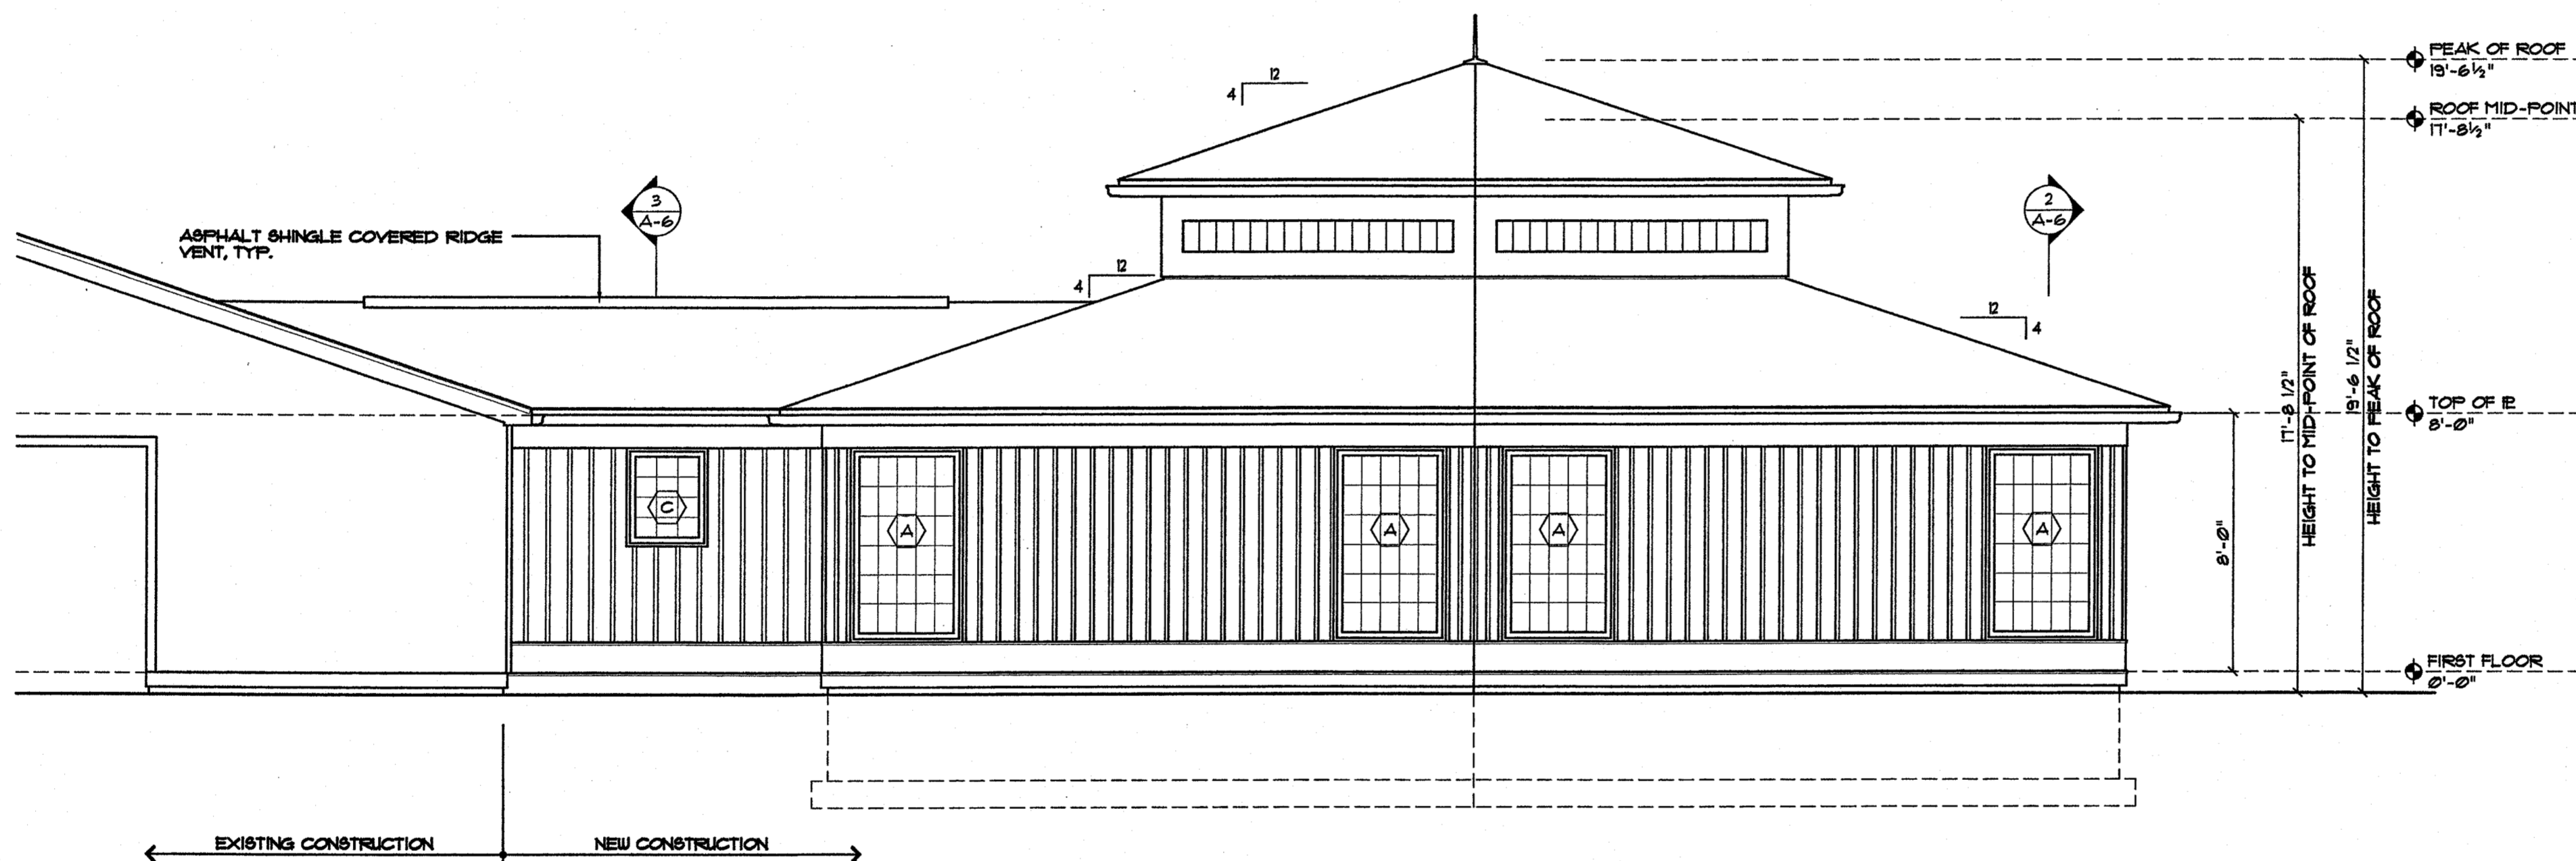 PEAK OF ROOF
19'-6½"
12
4
ROOF MID-POINT
17'-8½"
3
A-6
2
A-6
ASPHALT SHINGLE COVERED RIDGE
VENT, TYP.
12
4
12
4
HEIGHT TO MID-POINT OF ROOF
17'-8 1/2"
HEIGHT TO PEAK OF ROOF
19'-6 1/2"
TOP OF PL
8'-0"
C
A
A
A
A
8'-0"
FIRST FLOOR
0'-0"
EXISTING CONSTRUCTION
NEW CONSTRUCTION